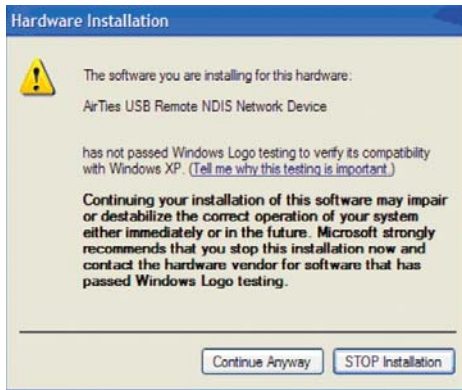 Hardware Installation
The software you are installing for this hardware:
AirTies USB Remote NDIS Network Device
has not passed Windows Logo testing to verify its compatibility
with Windows XP. (Tell me why this testing is important.)
Continuing your installation of this software may impair
or destabilize the correct operation of your system
either immediately or in the future. Microsoft strongly
recommends that you stop this installation now and
contact the hardware vendor for software that has
passed Windows Logo testing.
Continue Anyway
STOP Installation